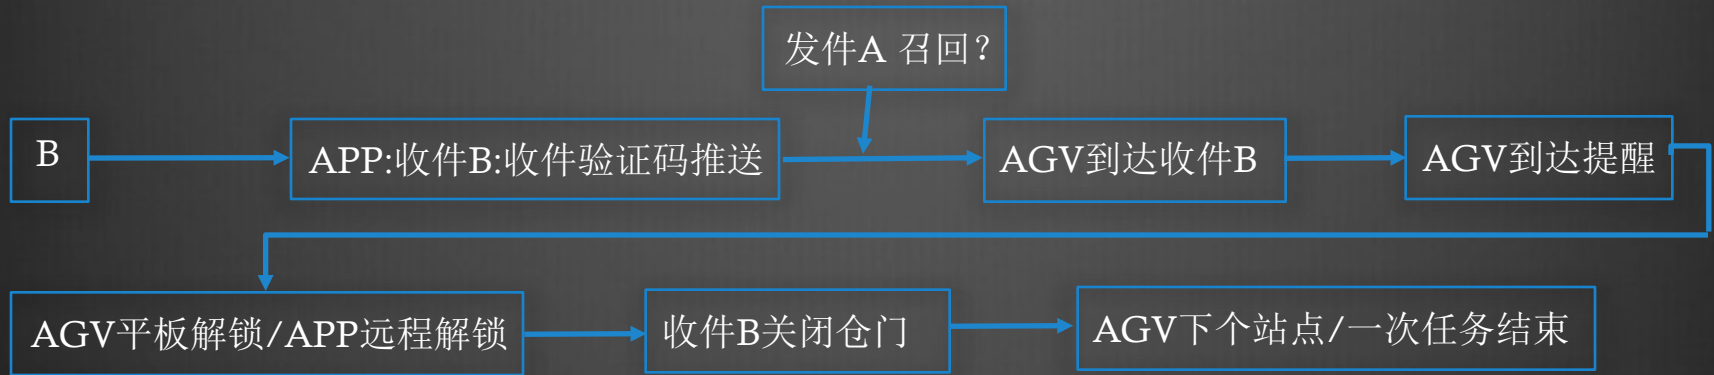 发件A 召回?
B
APP:收件B:收件验证码推送
AGV到达收件B
AGV到达提醒
AGV平板解锁/APP远程解锁
收件B关闭仓门
AGV下个站点/一次任务结束